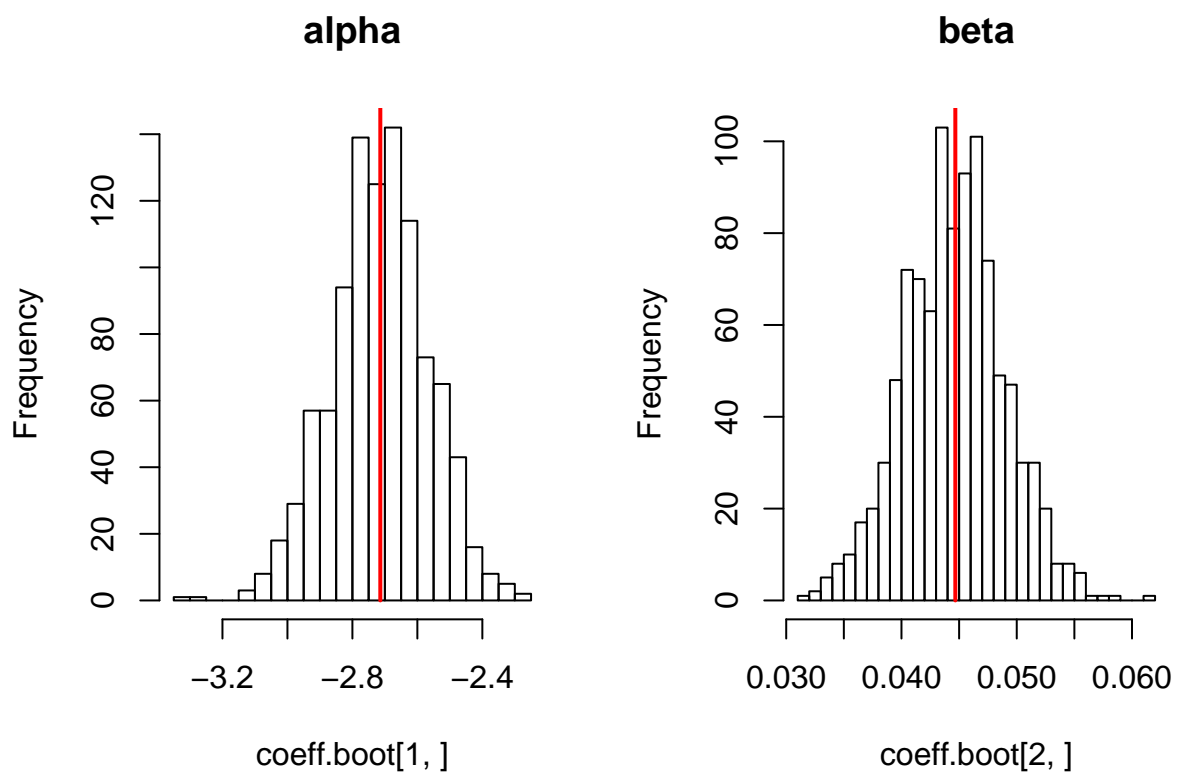 alpha
Frequency
0 20 40 60 80 120
−3.2 −2.8 −2.4
coeff.boot[1, ]
beta
Frequency
0 20 40 60 80 100
0.030 0.040 0.050 0.060
coeff.boot[2, ]